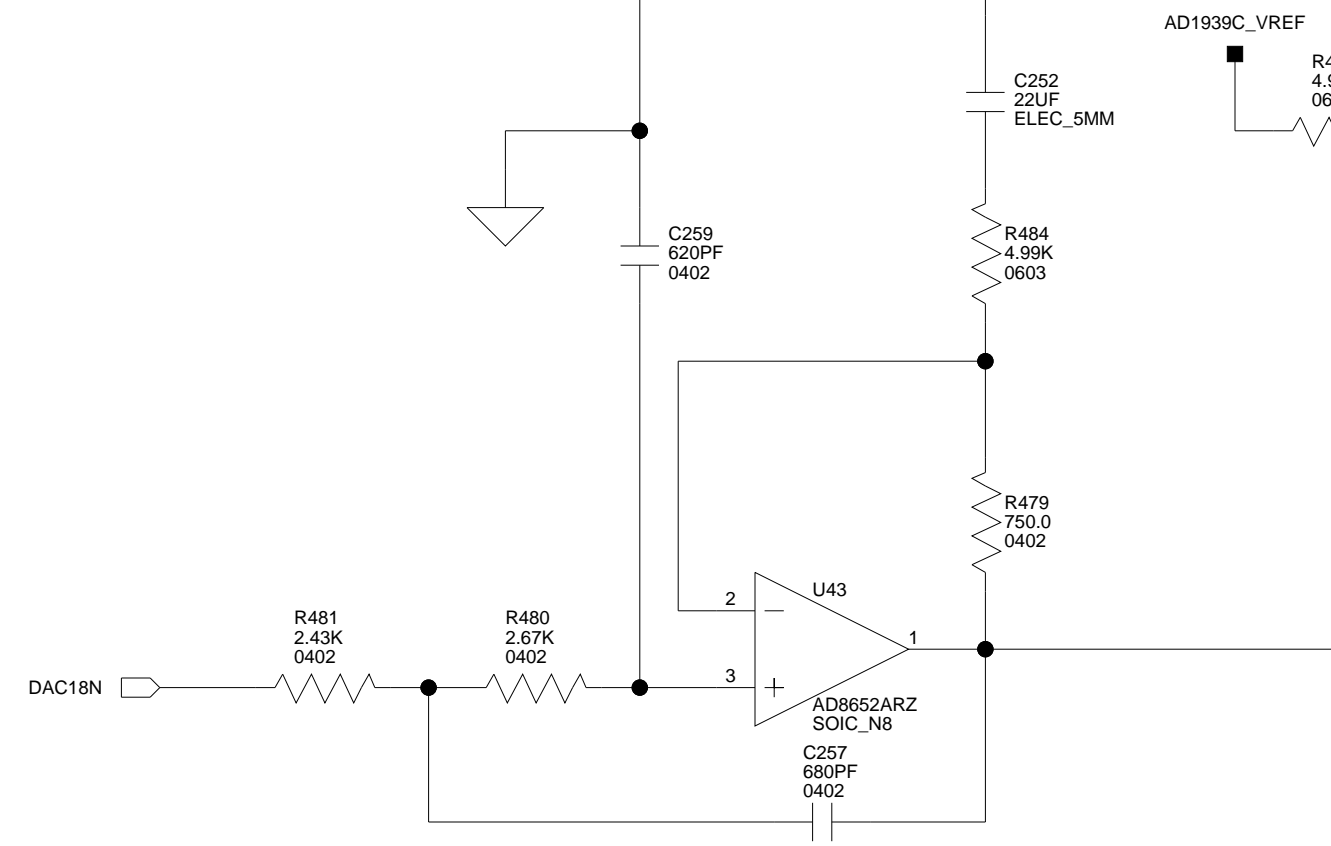 AD1939C_VREF
C252
22UF
ELEC_5MM
C259
620PF
0402
R484
4.99K
0603
R479
750.0
0402
2
U43
1
R481
2.43K
0402
R480
2.67K
0402
DAC18N
3
AD8652ARZ
SOIC_N8
C257
680PF
0402